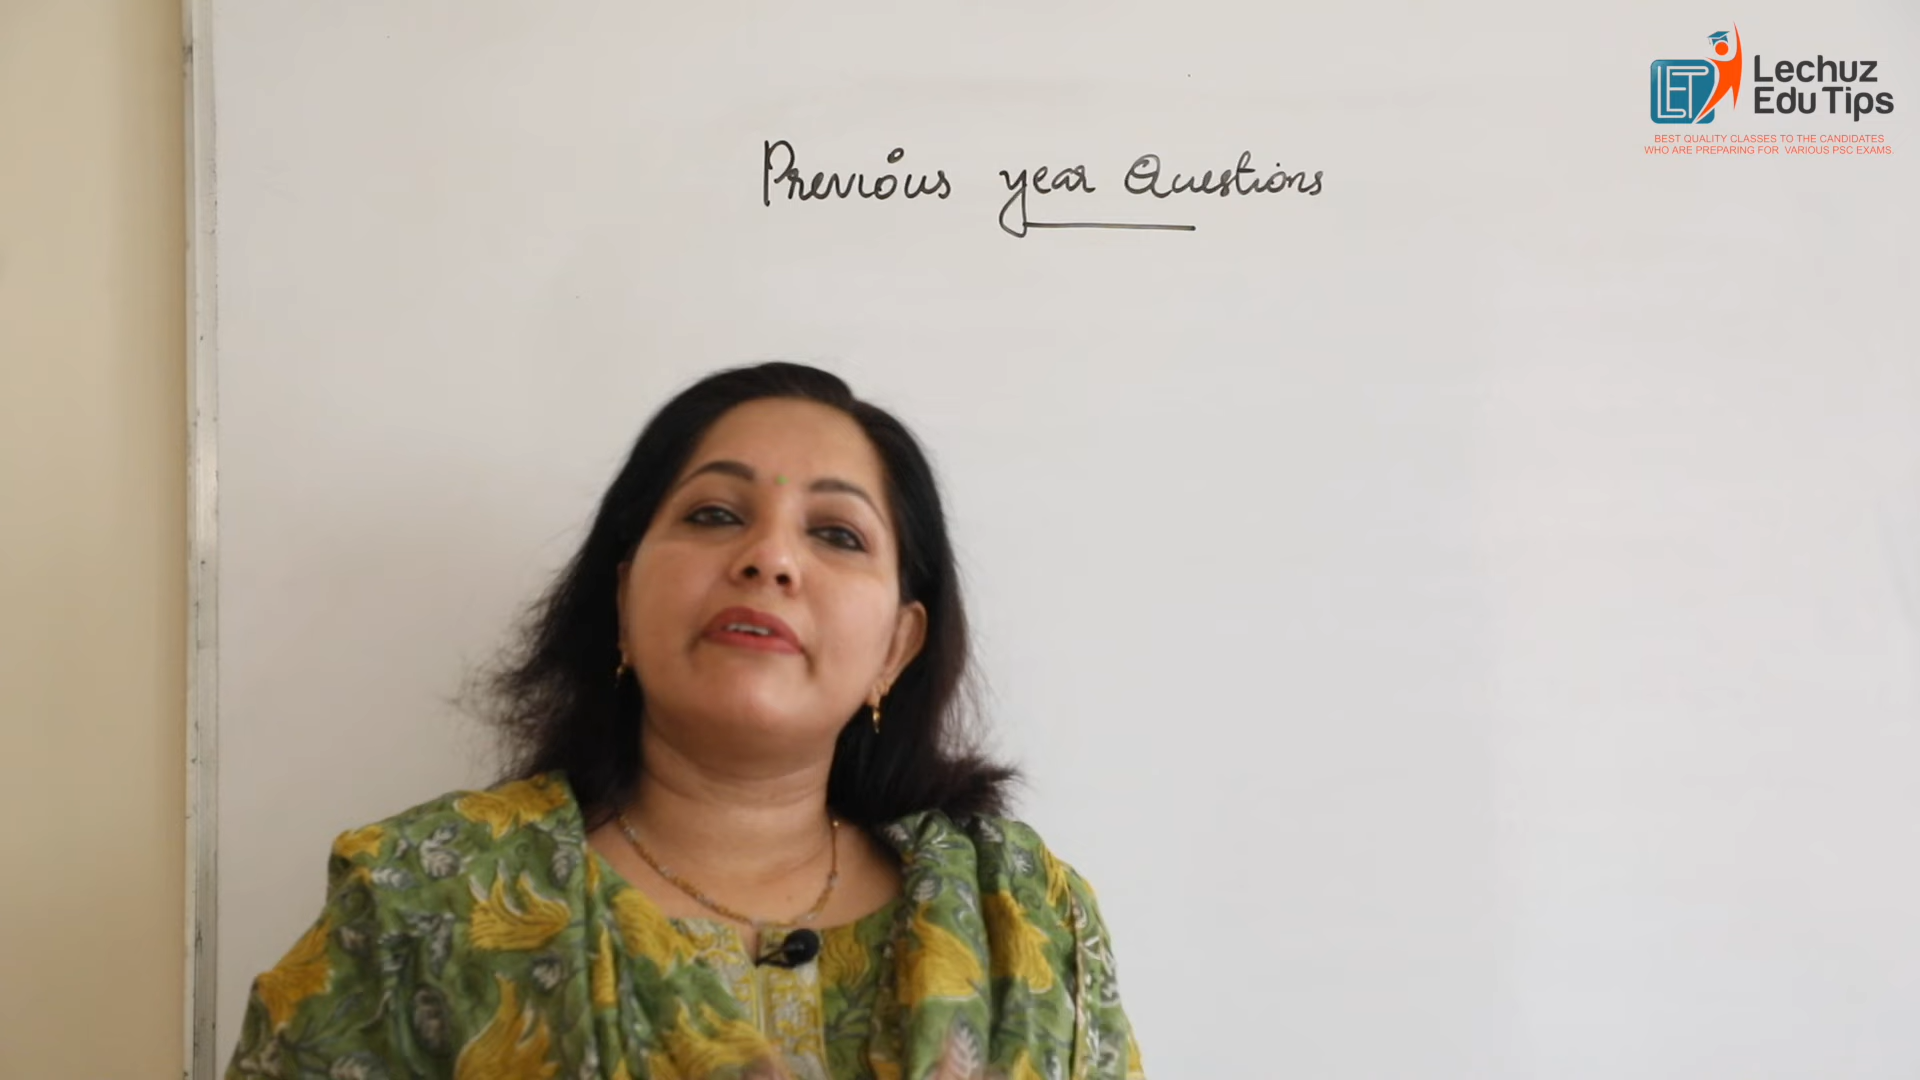 Previous year Questions
LET
Lechuz
Edu Tips
BEST QUALITY CLASSES TO THE CANDIDATES
WHO ARE PREPARING FOR VARIOUS PSC EXAMS.